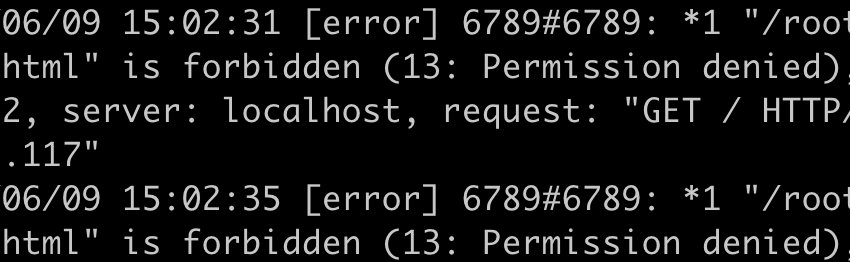 /06/09 15:02:31 [error] 6789#6789: *1 "/root
html" is forbidden (13: Permission denied),
2, server: localhost, request: "GET / HTTP/
.117"
/06/09 15:02:35 [error] 6789#6789: *1 "/root
html" is forbidden (13: Permission denied),